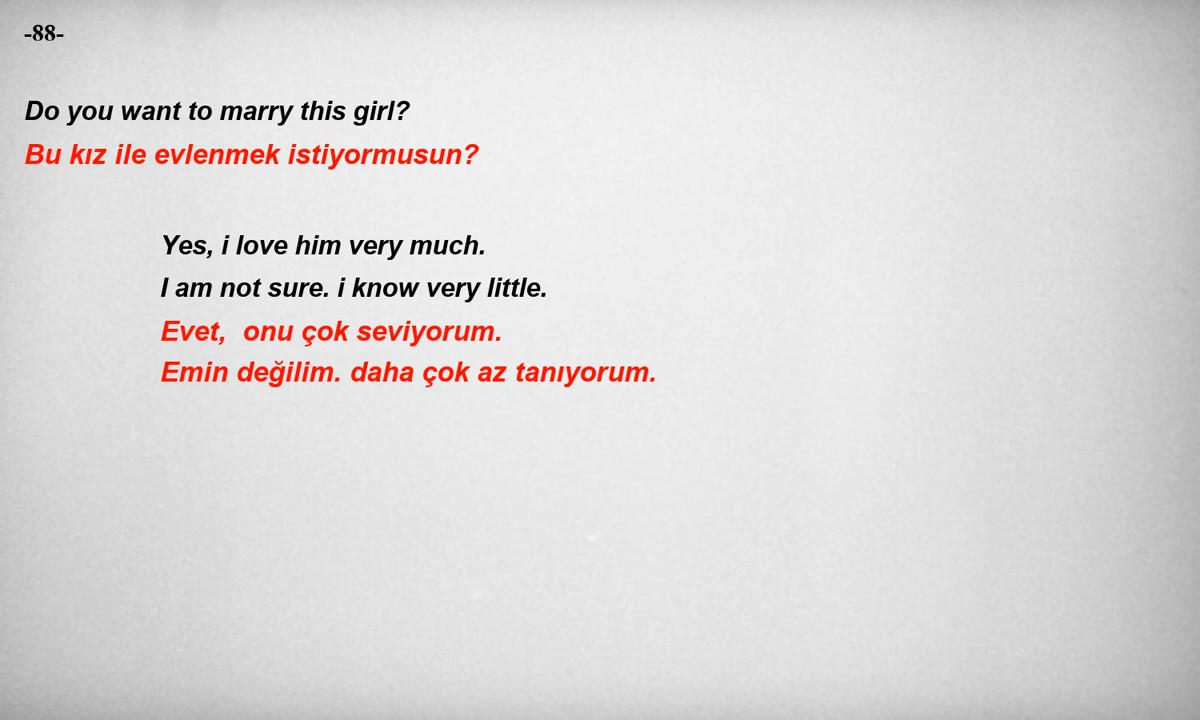 -88-
Do you want to marry this girl?
Bu kız ile evlenmek istiyormusun?
Yes, i love him very much.
I am not sure. i know very little.
Evet,  onu çok seviyorum.
Emin değilim. daha çok az tanıyorum.